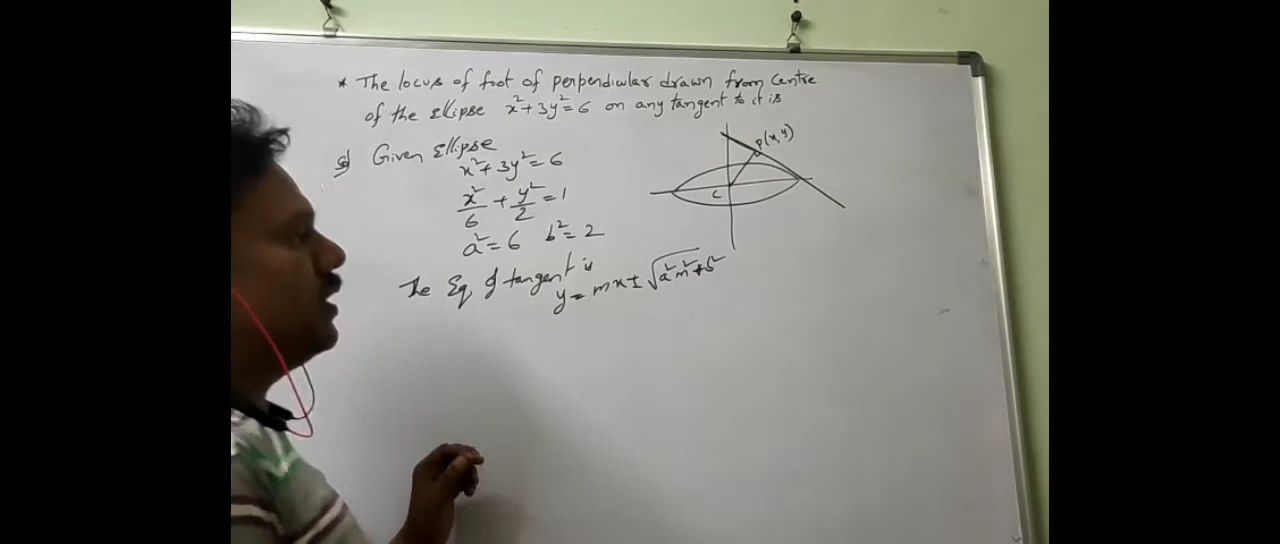 * The locus of foot of perpendicular drawn from centre
of the ellipse x²+3y²=6 on any tangent to it is
Given Ellipse
x²+3y²=6
x²/6 + y²/2 = 1
a²=6 b²=2
The Eq of tangent is
y = mx ± √a²m²+b²
P(x,y)
C